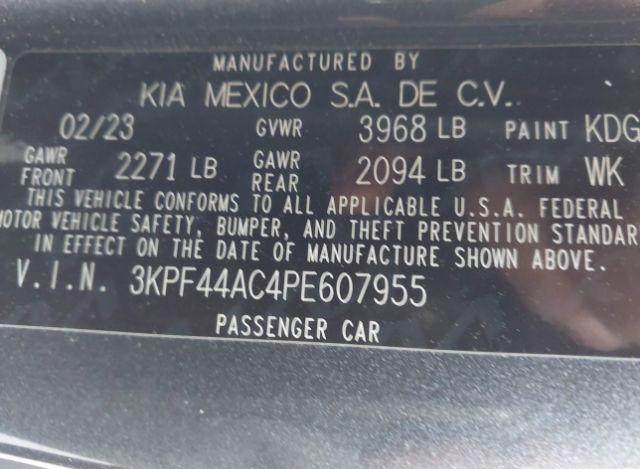 MANUFACTURED BY
KIA MEXICO S.A. DE C.V.
02/23 GVWR 3968 LB PAINT KDG
GAWR FRONT 2271 LB GAWR REAR 2094 LB TRIM WK
THIS VEHICLE CONFORMS TO ALL APPLICABLE U.S.A. FEDERAL
MOTOR VEHICLE SAFETY, BUMPER, AND THEFT PREVENTION STANDAR
IN EFFECT ON THE DATE OF MANUFACTURE SHOWN ABOVE.
V.I.N. 3KPF44AC4PE607955
PASSENGER CAR